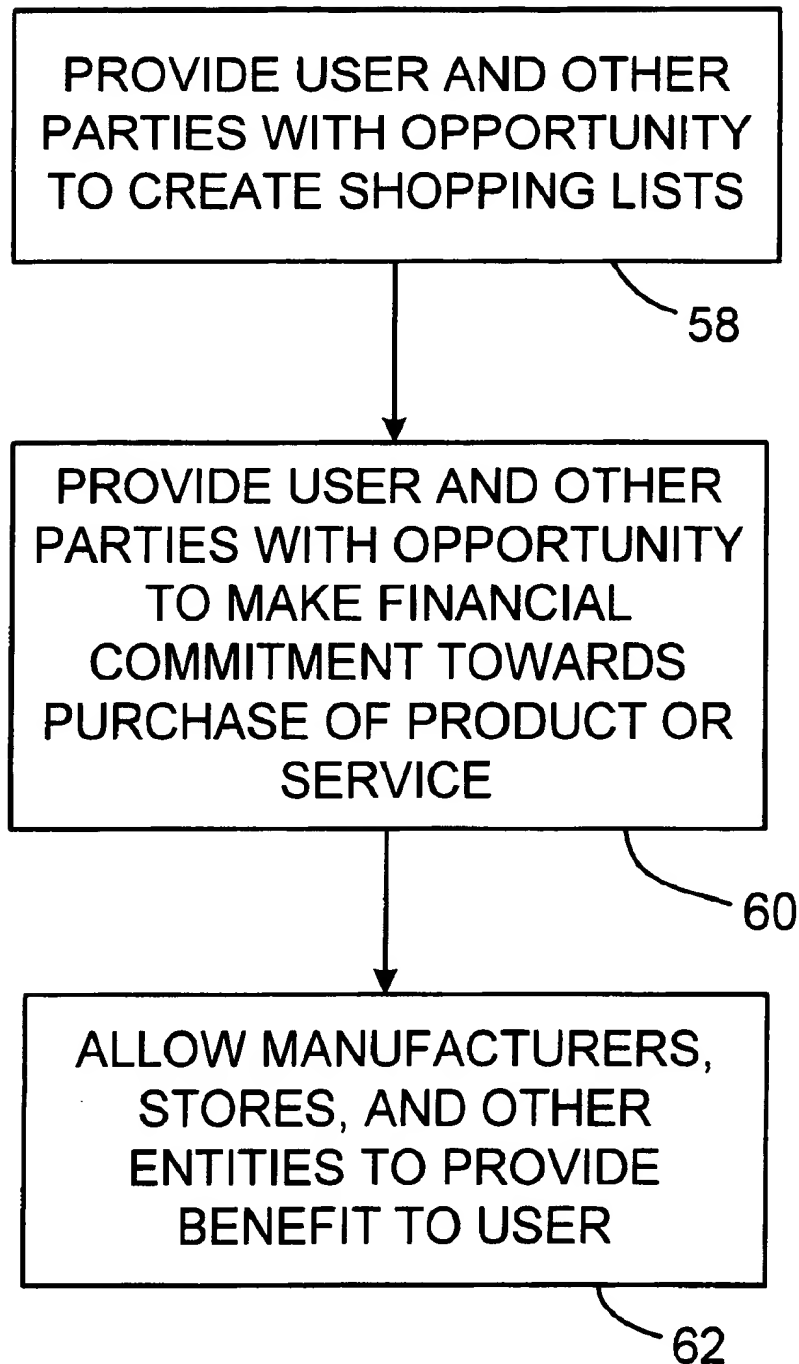 PROVIDE USER AND OTHER
PARTIES WITH OPPORTUNITY
TO CREATE SHOPPING LISTS
58
PROVIDE USER AND OTHER
PARTIES WITH OPPORTUNITY
TO MAKE FINANCIAL
COMMITMENT TOWARDS
PURCHASE OF PRODUCT OR
SERVICE
60
ALLOW MANUFACTURERS,
STORES, AND OTHER
ENTITIES TO PROVIDE
BENEFIT TO USER
62